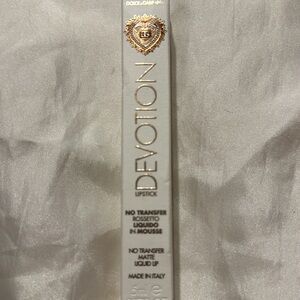 DOLCE & GABBANA
DG
DEVOTION
LIPSTICK
NO TRANSFER
ROSSETTO
LIQUIDO
IN MOUSSE
NO TRANSFER
MATTE
LIQUID LIP
MADE IN ITALY